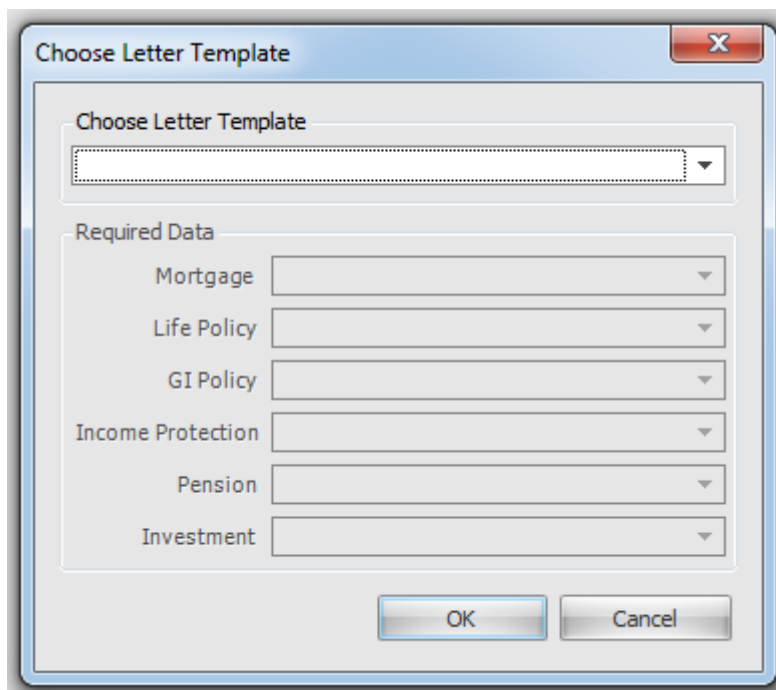 Choose Letter Template
Choose Letter Template
Required Data
Mortgage
Life Policy
GI Policy
Income Protection
Pension
Investment
OK Cancel